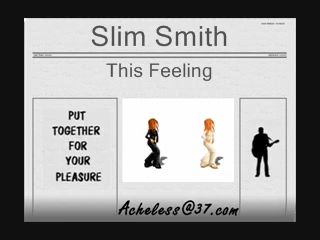 Slim Smith
This Feeling
PUT
TOGETHER
FOR
YOUR
PLEASURE
Acheless@37.com